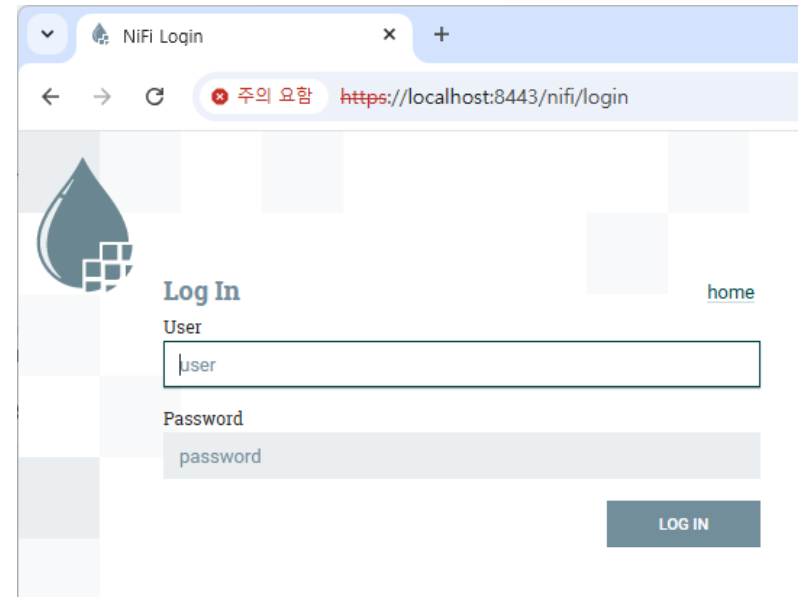 NiFi Login
주의 요함 https://localhost:8443/nifi/login
Log In
home
User
user
Password
password
LOG IN